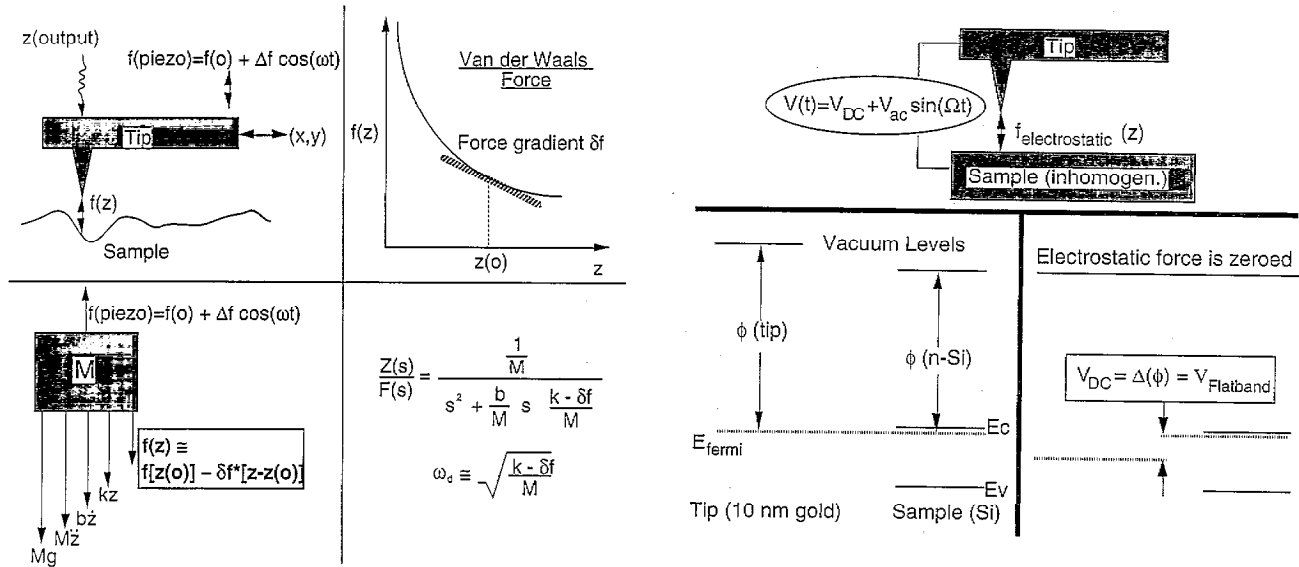 z(output)
f(piezo)=f(o) + Δf cos(ωt)
Tip
(x,y)
f(z)
Sample
f(z)
Van der Waals
Force
Force gradient δf
z(o)
z
f(piezo)=f(o) + Δf cos(ωt)
M
f(z) ≅
f[z(o)] – δf*[z-z(o)]
kz
bż
Mz̈
Mg
Z(s)/F(s) = (1/M) / (s² + b/M s k - δf/M)
ω_d ≅ √((k - δf)/M)
Tip
V(t)=V_DC+V_ac sin(Ωt)
f_electrostatic (z)
Sample (inhomogen.)
Vacuum Levels
ϕ (tip)
ϕ (n-Si)
Ec
E_fermi
Ev
Tip (10 nm gold)
Sample (Si)
Electrostatic force is zeroed
V_DC = Δ(ϕ) = V_Flatband